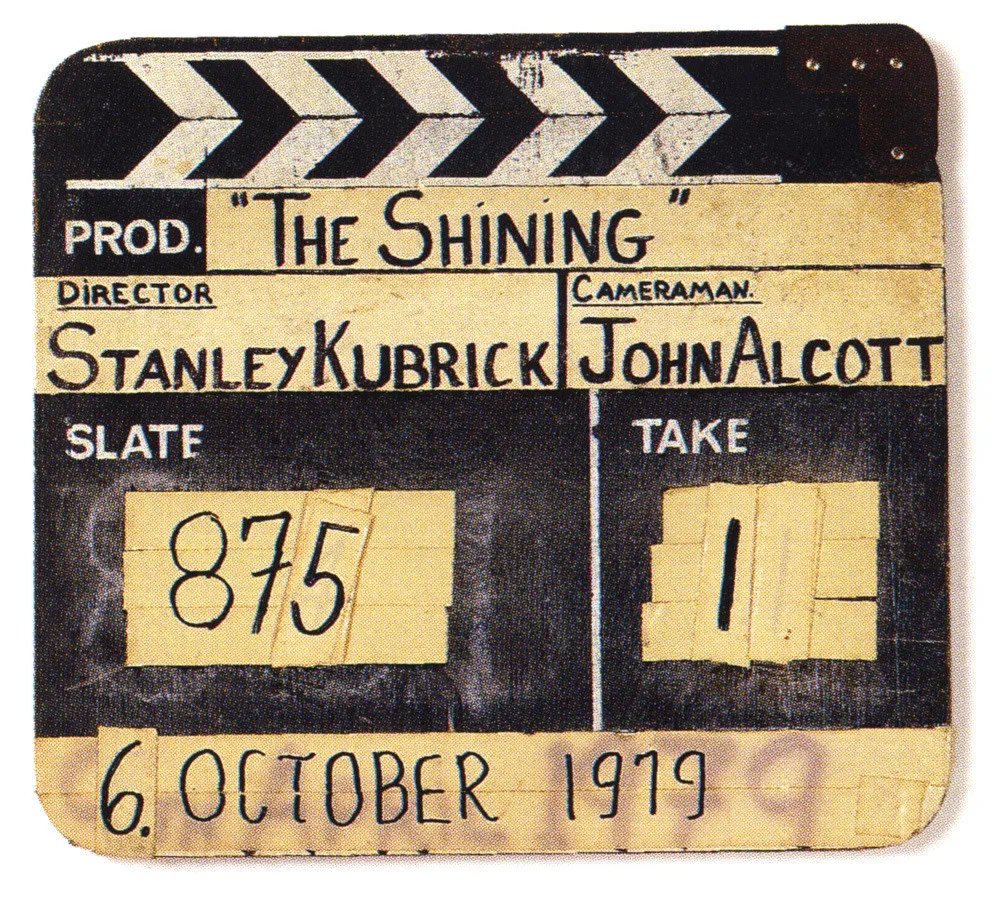 PROD. "THE SHINING"
DIRECTOR
STANLEY KUBRICK
CAMERAMAN.
JOHN ALCOTT
SLATE
875
TAKE
1
6. OCTOBER 1979